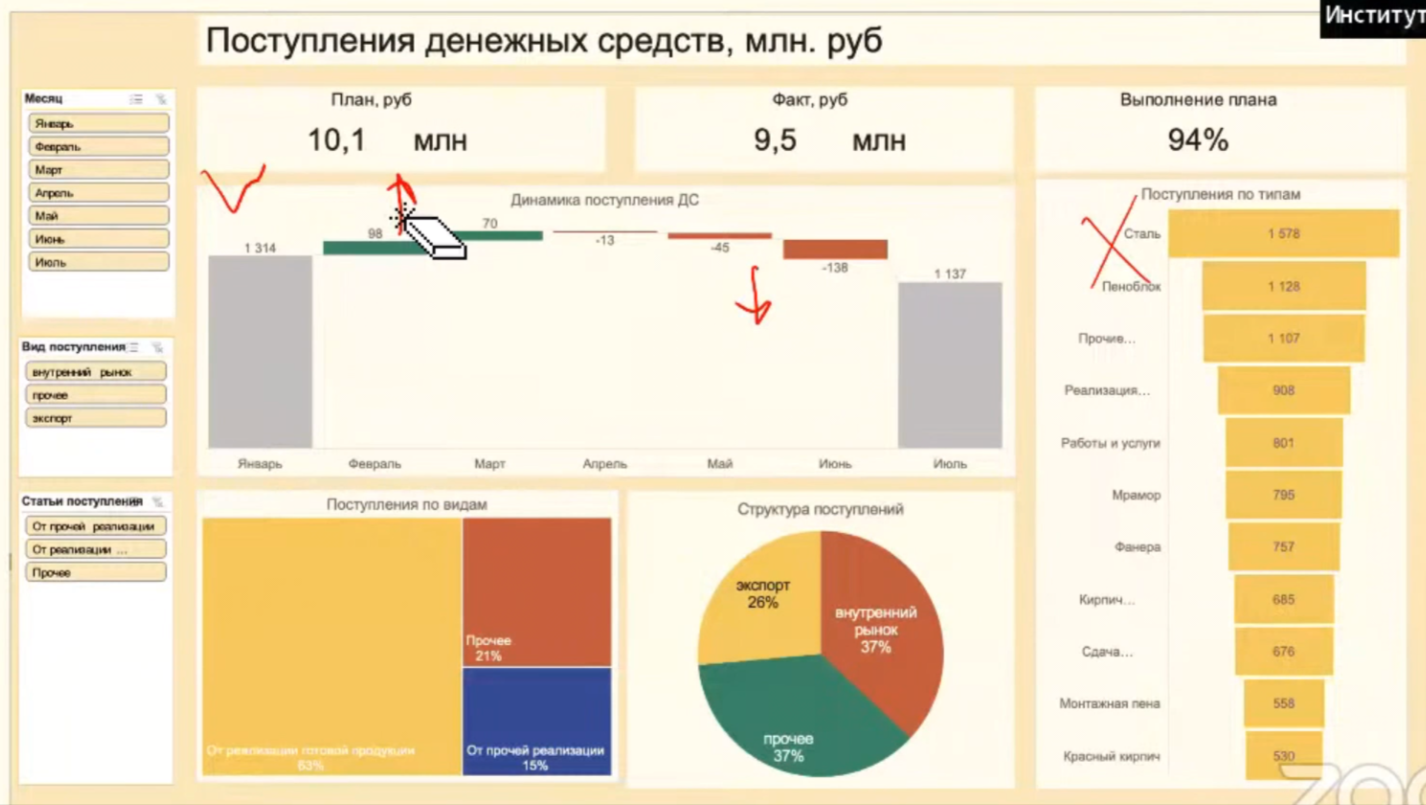 Институт
Поступления денежных средств, млн. руб
Месяц
Январь
Февраль
Март
Апрель
Май
Июнь
Июль
Вид поступления
внутренний рынок
прочее
экспорт
Статьи поступления
От прочей реализации
От реализации ...
Прочее
План, руб
10,1 млн
Факт, руб
9,5 млн
Выполнение плана
94%
Динамика поступления ДС
1 314
98
70
-13
-45
-138
1 137
Январь
Февраль
Март
Апрель
Май
Июнь
Июль
Поступления по видам
От реализации готовой продукции
63%
Прочее
21%
От прочей реализации
15%
Структура поступлений
экспорт
26%
внутренний
рынок
37%
прочее
37%
Поступления по типам
Сталь 1 578
Пеноблок 1 128
Прочие... 1 107
Реализация... 908
Работы и услуги 801
Мрамор 795
Фанера 757
Кирпич... 685
Сдача... 676
Монтажная пена 558
Красный кирпич 530